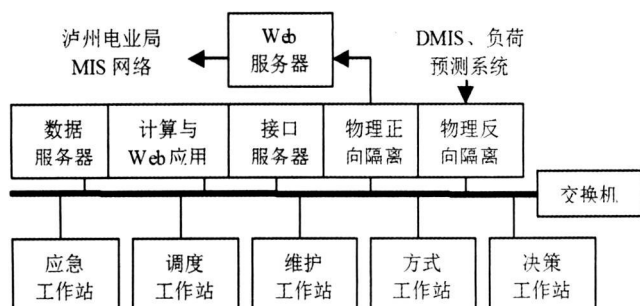 泸州电业局
MIS 网络
Web
服务器
DMIS、负荷
预测系统
数据
服务器
计算与
Web应用
接口
服务器
物理正
向隔离
物理反
向隔离
交换机
应急
工作站
调度
工作站
维护
工作站
方式
工作站
决策
工作站